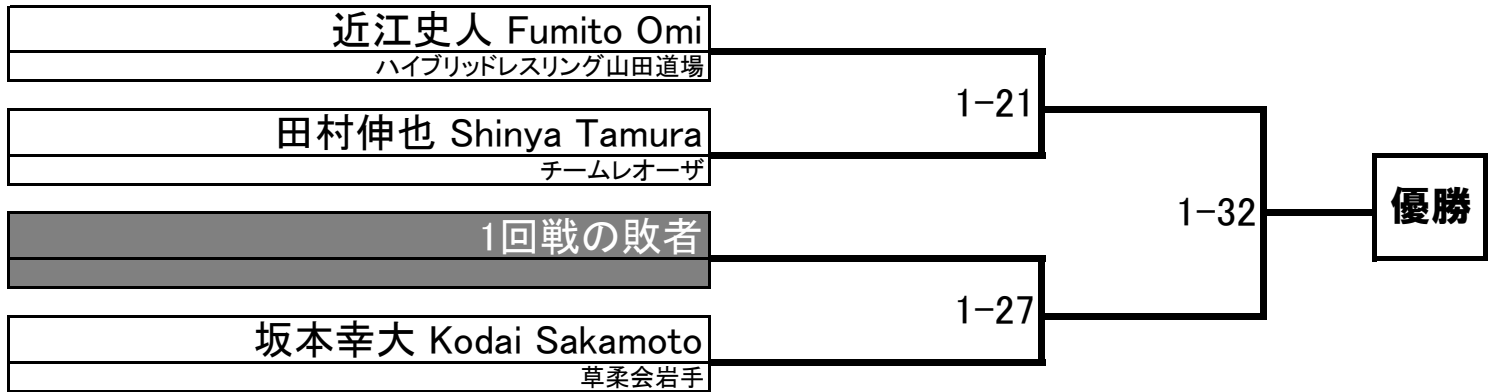 近江史人 Fumito Omi
ハイブリッドレスリング山田道場
1-21
田村伸也 Shinya Tamura
チームレオーザ
1-32
優勝
1回戦の敗者
1-27
坂本幸大 Kodai Sakamoto
草柔会岩手